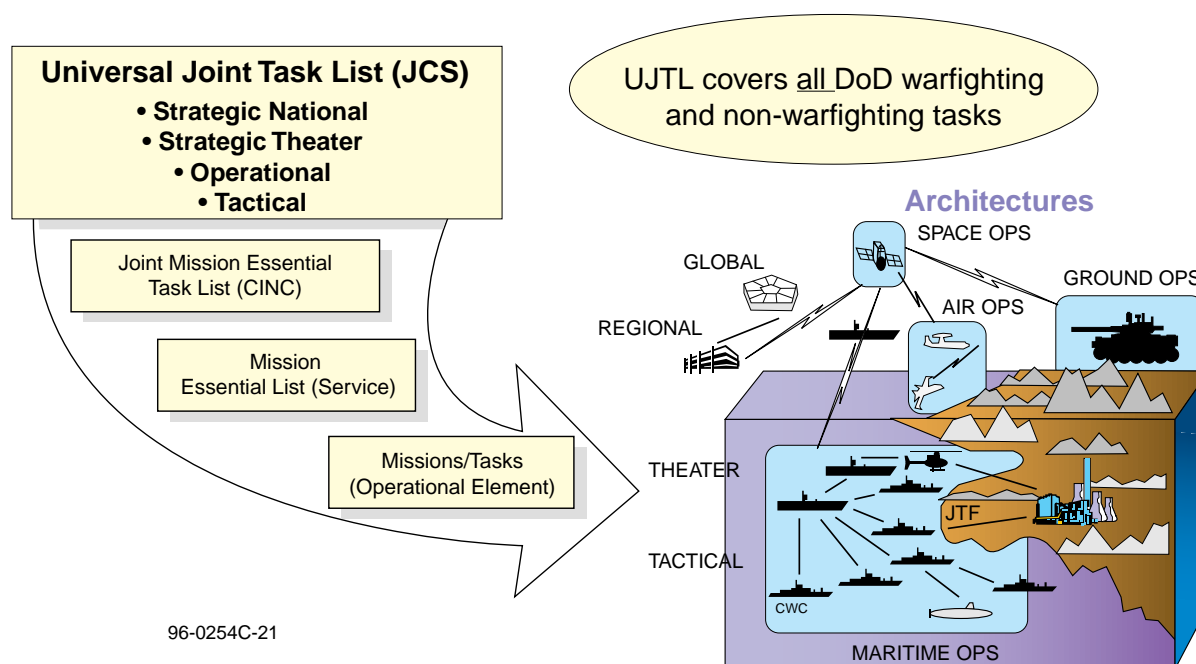 Universal Joint Task List (JCS)
• Strategic National
• Strategic Theater
• Operational
• Tactical
UJTL covers all DoD warfighting
and non-warfighting tasks
Joint Mission Essential
Task List (CINC)
Mission
Essential List (Service)
Missions/Tasks
(Operational Element)
Architectures
SPACE OPS
GLOBAL
GROUND OPS
AIR OPS
REGIONAL
THEATER
JTF
TACTICAL
CWC
MARITIME OPS
96-0254C-21